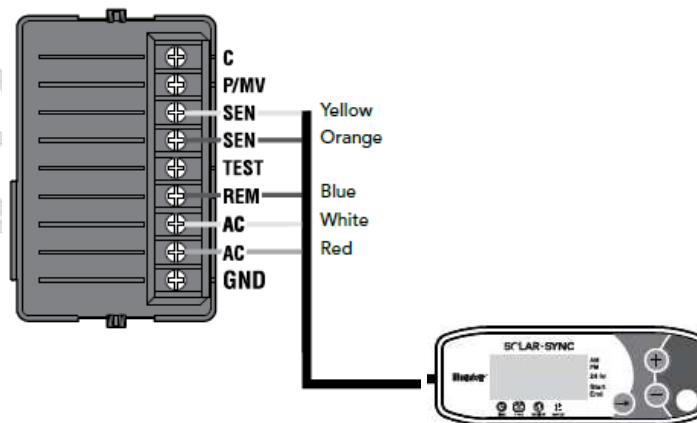 C
P/MV
SEN Yellow
SEN Orange
TEST
REM Blue
AC White
AC Red
GND
SOLAR-SYNC
Hunter
AM
PM
24 hr
Start
End